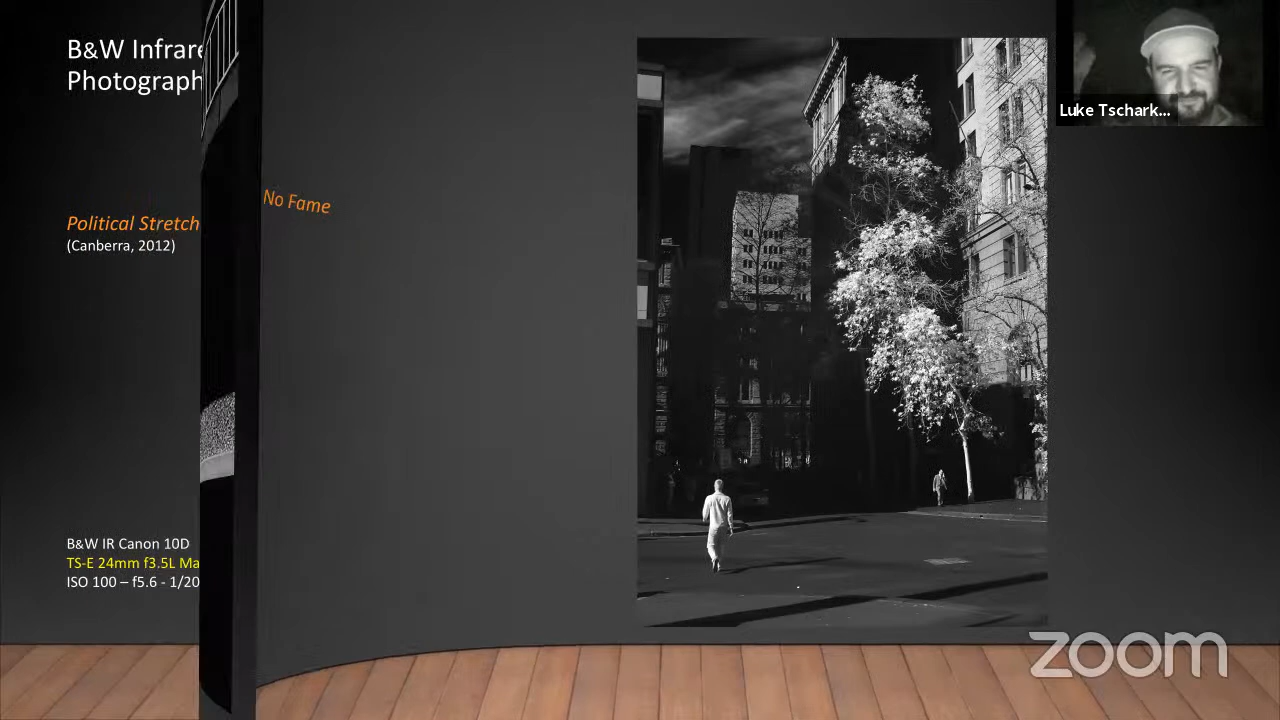 B&W Infrare
Photograph
Luke Tschark...
No Fame
Political Stretch
(Canberra, 2012)
B&W IR Canon 10D
TS-E 24mm f3.5L Ma
ISO 100 – f5.6 - 1/20
zoom